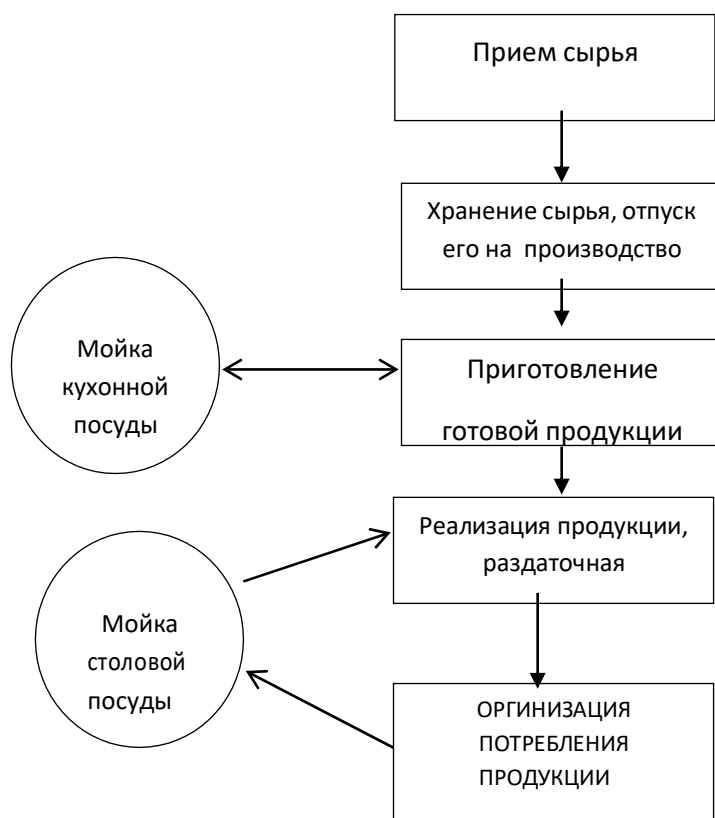 Прием сырья
Хранение сырья, отпуск
его на производство
Мойка
кухонной
посуды
Приготовление
готовой продукции
Реализация продукции,
раздаточная
Мойка
столовой
посуды
ОРГИНИЗАЦИЯ
ПОТРЕБЛЕНИЯ
ПРОДУКЦИИ